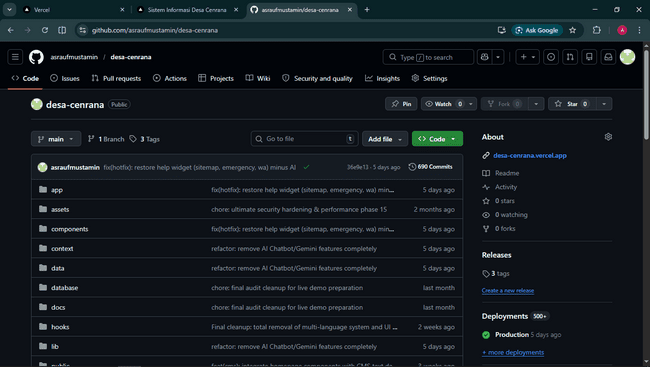 Vercel
Sistem Informasi Desa Cenrana
asraufmustamin/desa-cenrana
github.com/asraufmustamin/desa-cenrana
Ask Google
A
asraufmustamin / desa-cenrana
Type / to search
Code
Issues
Pull requests
Actions
Projects
Wiki
Security and quality
Insights
Settings
desa-cenrana Public
Pin
Watch 0
Fork 0
Star 0
main
1 Branch
3 Tags
Go to file t
Add file
Code
asraufmustamin fix(hotfix): restore help widget (sitemap, emergency, wa) minus AI
36e9e13 · 5 days ago
690 Commits
app fix(hotfix): restore help widget (sitemap, emergency, wa) min... 5 days ago
assets chore: ultimate security hardening & performance phase 15 2 months ago
components fix(hotfix): restore help widget (sitemap, emergency, wa) min... 5 days ago
context refactor: remove AI Chatbot/Gemini features completely 5 days ago
data refactor: remove AI Chatbot/Gemini features completely 5 days ago
database chore: final audit cleanup for live demo preparation last month
docs chore: final audit cleanup for live demo preparation last month
hooks Final cleanup: total removal of multi-language system and UI ... 2 weeks ago
lib refactor: remove AI Chatbot/Gemini features completely 5 days ago
About
desa-cenrana.vercel.app
Readme
Activity
0 stars
0 watching
0 forks
Releases
3 tags
Create a new release
Deployments 500+
Production 5 days ago
+ more deployments